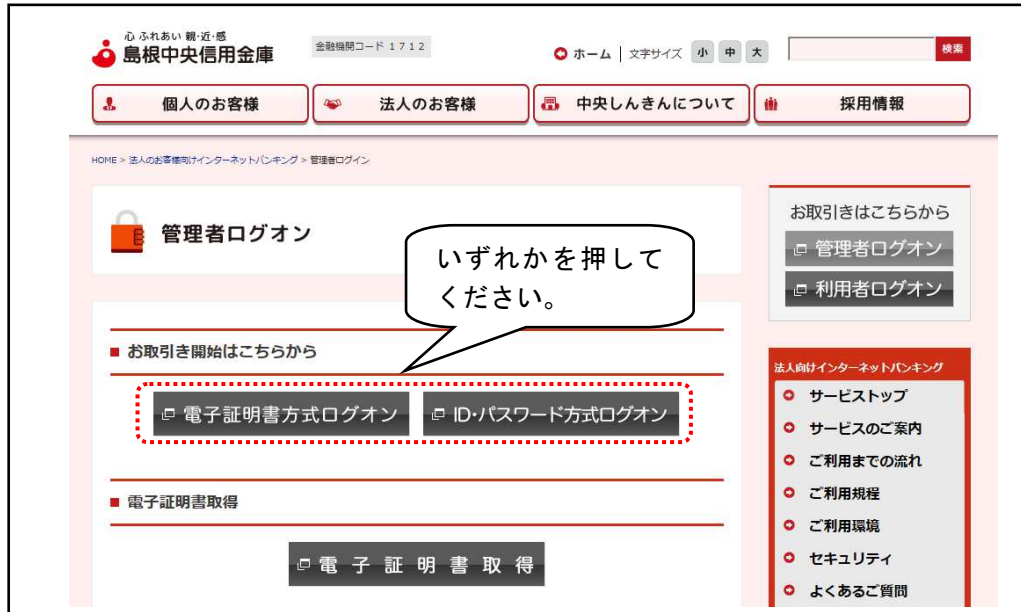 心 ふれあい 親・近・感
島根中央信用金庫
金融機関コード 1712
ホーム
文字サイズ 小 中 大
検索
個人のお客様
法人のお客様
中央しんきんについて
採用情報
HOME > 法人のお客様向けインターネットバンキング > 管理者ログイン
管理者ログオン
いずれかを押して
ください。
お取引き開始はこちらから
電子証明書方式ログオン
ID・パスワード方式ログオン
電子証明書取得
電子証明書取得
お取引きはこちらから
管理者ログオン
利用者ログオン
法人向けインターネットバンキング
サービストップ
サービスのご案内
ご利用までの流れ
ご利用規程
ご利用環境
セキュリティ
よくあるご質問